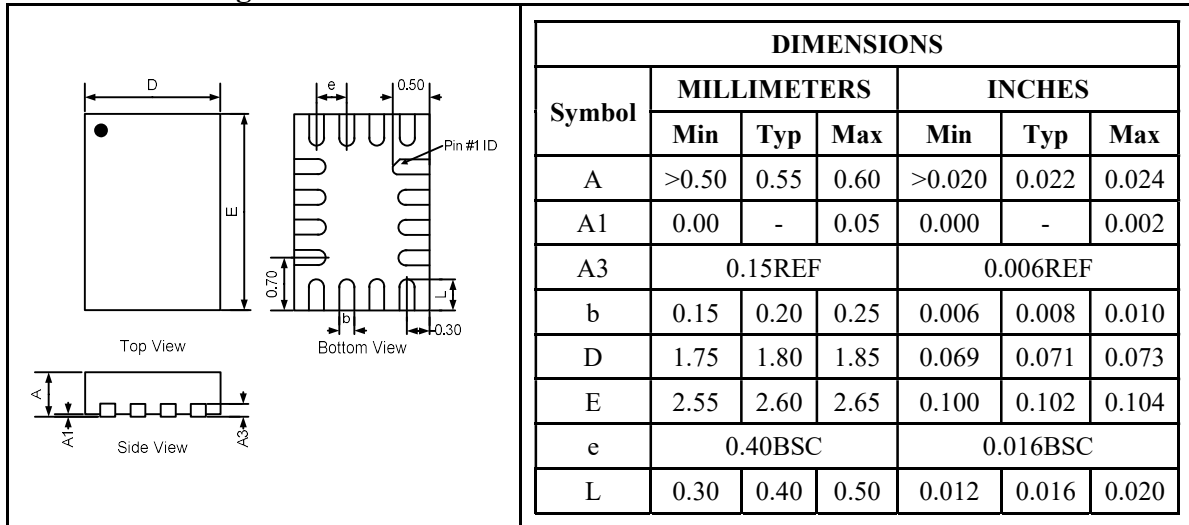 D
e
0.50
Pin #1 ID
E
0.70
L
b
0.30
Top View
Bottom View
A
A1
A3
Side View
DIMENSIONS
Symbol MILLIMETERS INCHES
Min Typ Max Min Typ Max
A >0.50 0.55 0.60 >0.020 0.022 0.024
A1 0.00 - 0.05 0.000 - 0.002
A3 0.15REF 0.006REF
b 0.15 0.20 0.25 0.006 0.008 0.010
D 1.75 1.80 1.85 0.069 0.071 0.073
E 2.55 2.60 2.65 0.100 0.102 0.104
e 0.40BSC 0.016BSC
L 0.30 0.40 0.50 0.012 0.016 0.020